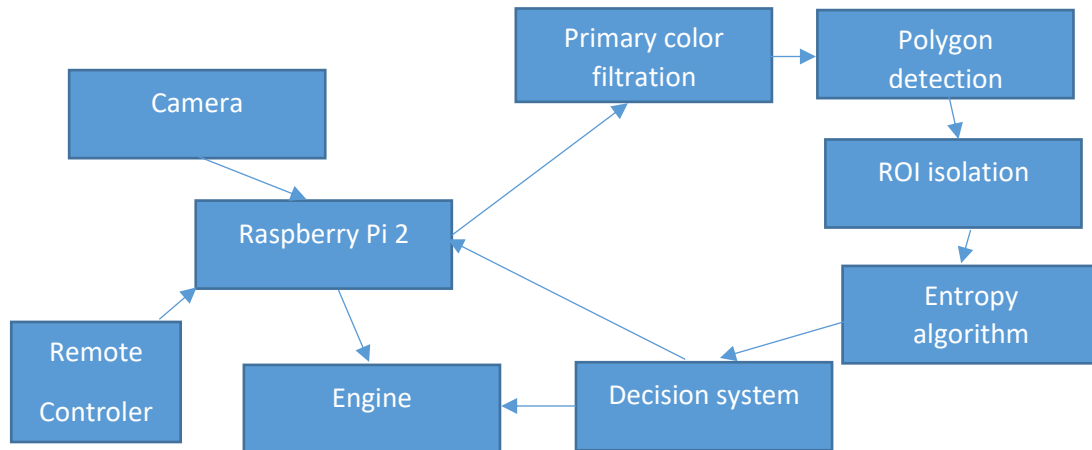 Camera
Primary color
filtration
Polygon
detection
ROI isolation
Raspberry Pi 2
Entropy
algorithm
Remote
Controler
Engine
Decision system